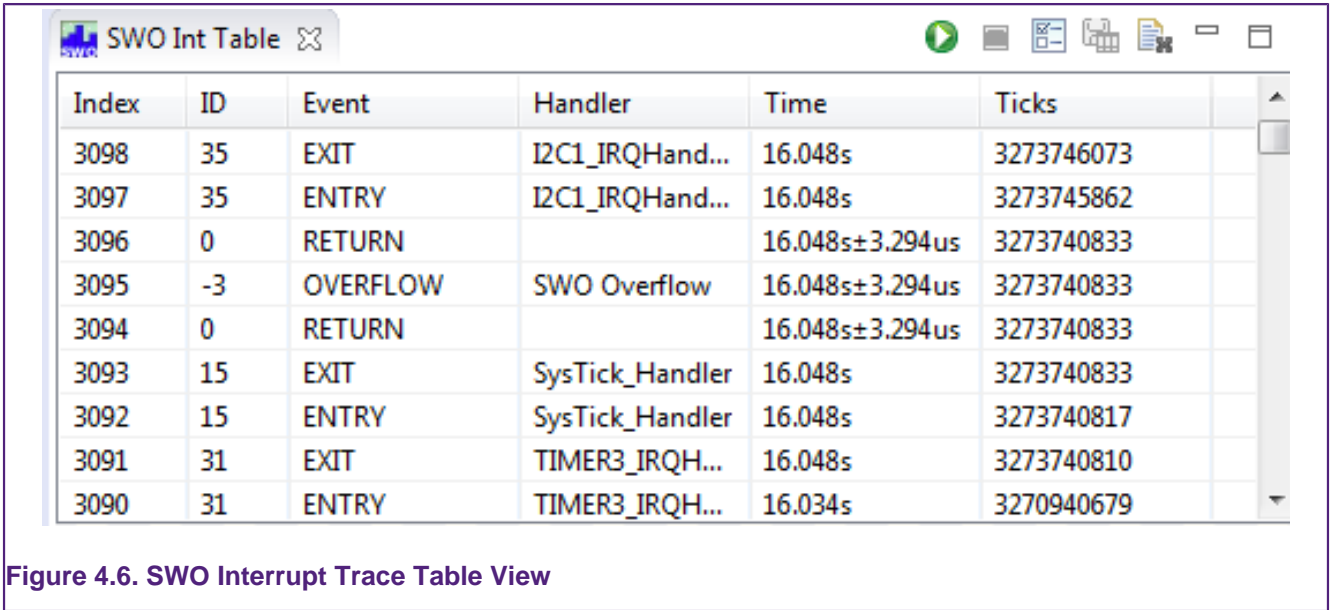 SWO Int Table
SWO
Index ID Event Handler Time Ticks
3098 35 EXIT I2C1_IRQHand... 16.048s 3273746073
3097 35 ENTRY I2C1_IRQHand... 16.048s 3273745862
3096 0 RETURN 16.048s±3.294us 3273740833
3095 -3 OVERFLOW SWO Overflow 16.048s±3.294us 3273740833
3094 0 RETURN 16.048s±3.294us 3273740833
3093 15 EXIT SysTick_Handler 16.048s 3273740833
3092 15 ENTRY SysTick_Handler 16.048s 3273740817
3091 31 EXIT TIMER3_IRQH... 16.048s 3273740810
3090 31 ENTRY TIMER3_IRQH... 16.034s 3270940679
Figure 4.6. SWO Interrupt Trace Table View